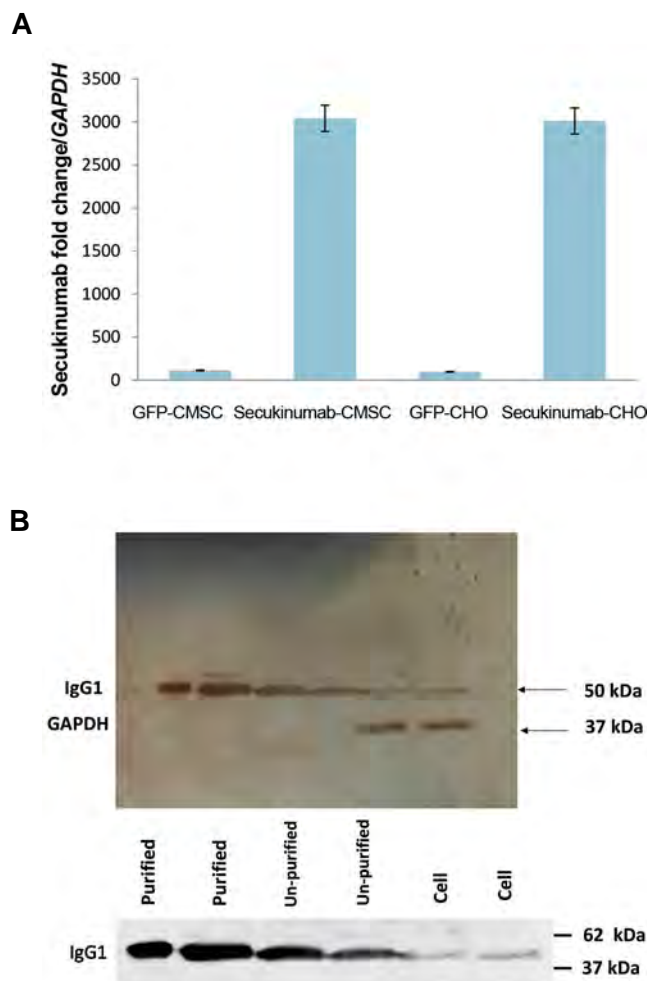 A
Secukinumab fold change/GAPDH
3500
3000
2500
2000
1500
1000
500
0
GFP-CMSC Secukinumab-CMSC GFP-CHO Secukinumab-CHO
B
IgG1
50 kDa
GAPDH
37 kDa
Purified
Purified
Un-purified
Un-purified
Cell
Cell
IgG1
62 kDa
37 kDa